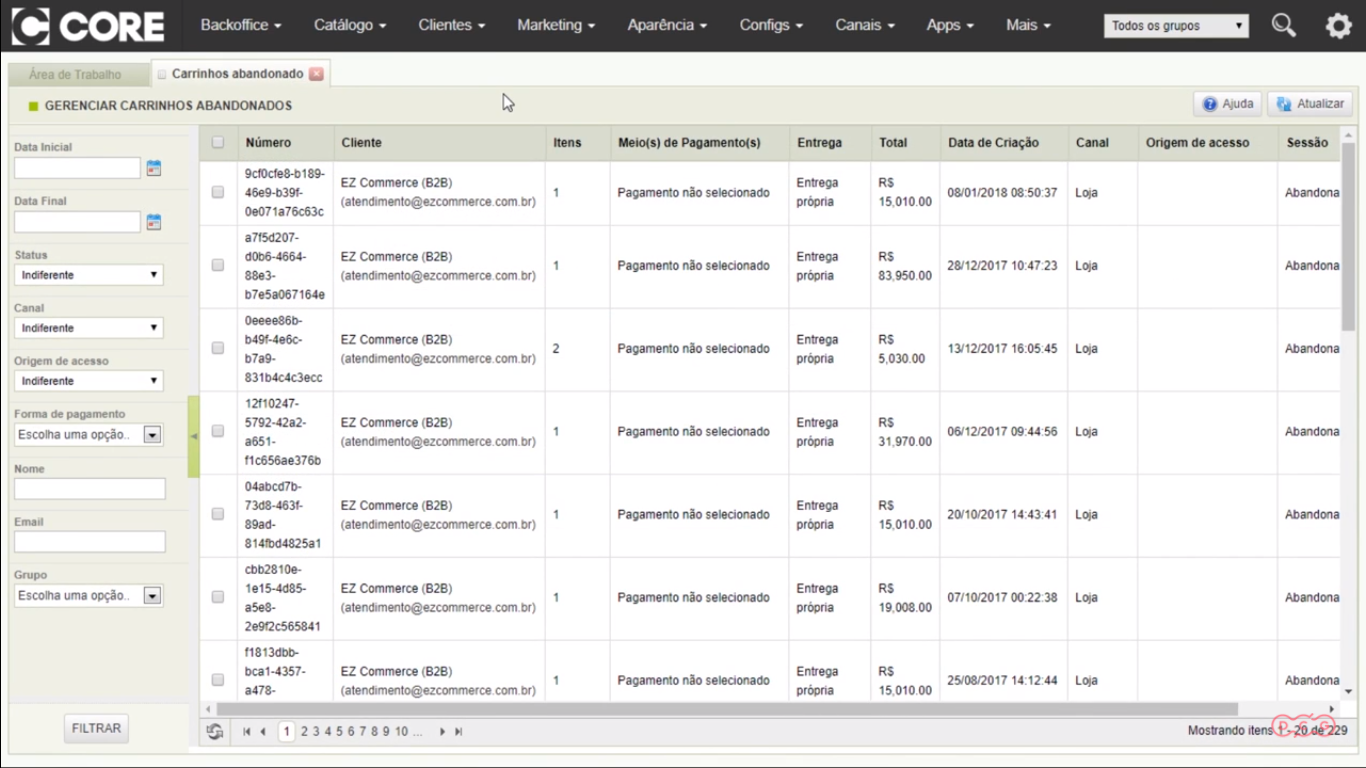 CORE
Backoffice Catálogo Clientes Marketing Aparência Configs Canais Apps Mais Todos os grupos
Área de Trabalho Carrinhos abandonado
GERENCIAR CARRINHOS ABANDONADOS Ajuda Atualizar
Data Inicial
Data Final
Status
Indiferente
Canal
Indiferente
Origem de acesso
Indiferente
Forma de pagamento
Escolha uma opção..
Nome
Email
Grupo
Escolha uma opção..
FILTRAR
Número Cliente Itens Meio(s) de Pagamento(s) Entrega Total Data de Criação Canal Origem de acesso Sessão
9cf0cfe8-b189-
46e9-b39f-
0e071a76c63c
EZ Commerce (B2B)
(atendimento@ezcommerce.com.br)
1
Pagamento não selecionado
Entrega
própria
R$
15,010.00
08/01/2018 08:50:37
Loja
Abandona
a7f5d207-
d0b6-4664-
88e3-
b7e5a067164e
EZ Commerce (B2B)
(atendimento@ezcommerce.com.br)
1
Pagamento não selecionado
Entrega
própria
R$
83,950.00
28/12/2017 10:47:23
Loja
Abandona
0eeee86b-
b49f-4e6c-
b7a9-
831b4c4c3ecc
EZ Commerce (B2B)
(atendimento@ezcommerce.com.br)
2
Pagamento não selecionado
Entrega
própria
R$
5,030.00
13/12/2017 16:05:45
Loja
Abandona
12f10247-
5792-42a2-
a651-
f1c656ae376b
EZ Commerce (B2B)
(atendimento@ezcommerce.com.br)
1
Pagamento não selecionado
Entrega
própria
R$
31,970.00
06/12/2017 09:44:56
Loja
Abandona
04abcd7b-
73d8-463f-
89ad-
814fbd4825a1
EZ Commerce (B2B)
(atendimento@ezcommerce.com.br)
1
Pagamento não selecionado
Entrega
própria
R$
15,010.00
20/10/2017 14:43:41
Loja
Abandona
cbb2810e-
1e15-4d85-
a5e8-
2e9f2c565841
EZ Commerce (B2B)
(atendimento@ezcommerce.com.br)
1
Pagamento não selecionado
Entrega
própria
R$
19,008.00
07/10/2017 00:22:38
Loja
Abandona
f1813dbb-
bca1-4357-
a478-
EZ Commerce (B2B)
(atendimento@ezcommerce.com.br)
1
Pagamento não selecionado
Entrega
própria
R$
15,010.00
25/08/2017 14:12:44
Loja
Abandona
1 2 3 4 5 6 7 8 9 10 ...
Mostrando itens 1 - 20 de 229